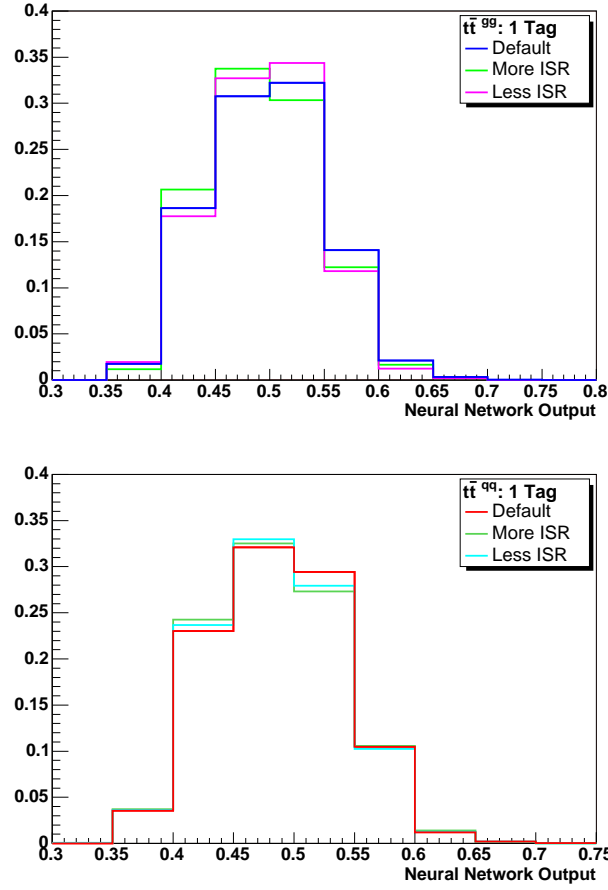 0.4
0.35
0.3
0.25
0.2
0.15
0.1
0.05
0
tt̄ gg: 1 Tag
Default
More ISR
Less ISR
0.3 0.35 0.4 0.45 0.5 0.55 0.6 0.65 0.7 0.75 0.8
Neural Network Output
0.4
0.35
0.3
0.25
0.2
0.15
0.1
0.05
0
tt̄ qq: 1 Tag
Default
More ISR
Less ISR
0.3 0.35 0.4 0.45 0.5 0.55 0.6 0.65 0.7 0.75
Neural Network Output